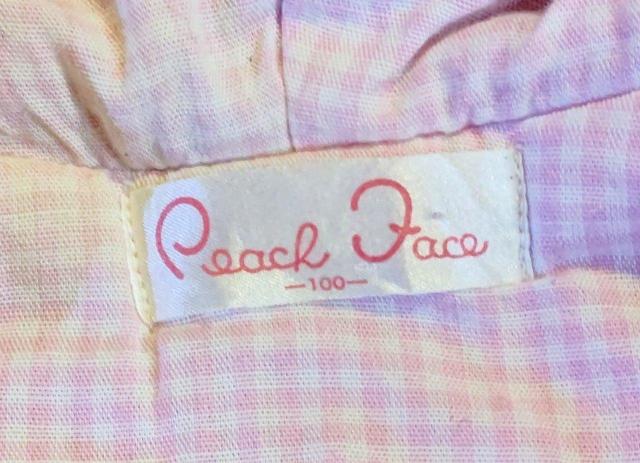 Peach Face
—100—